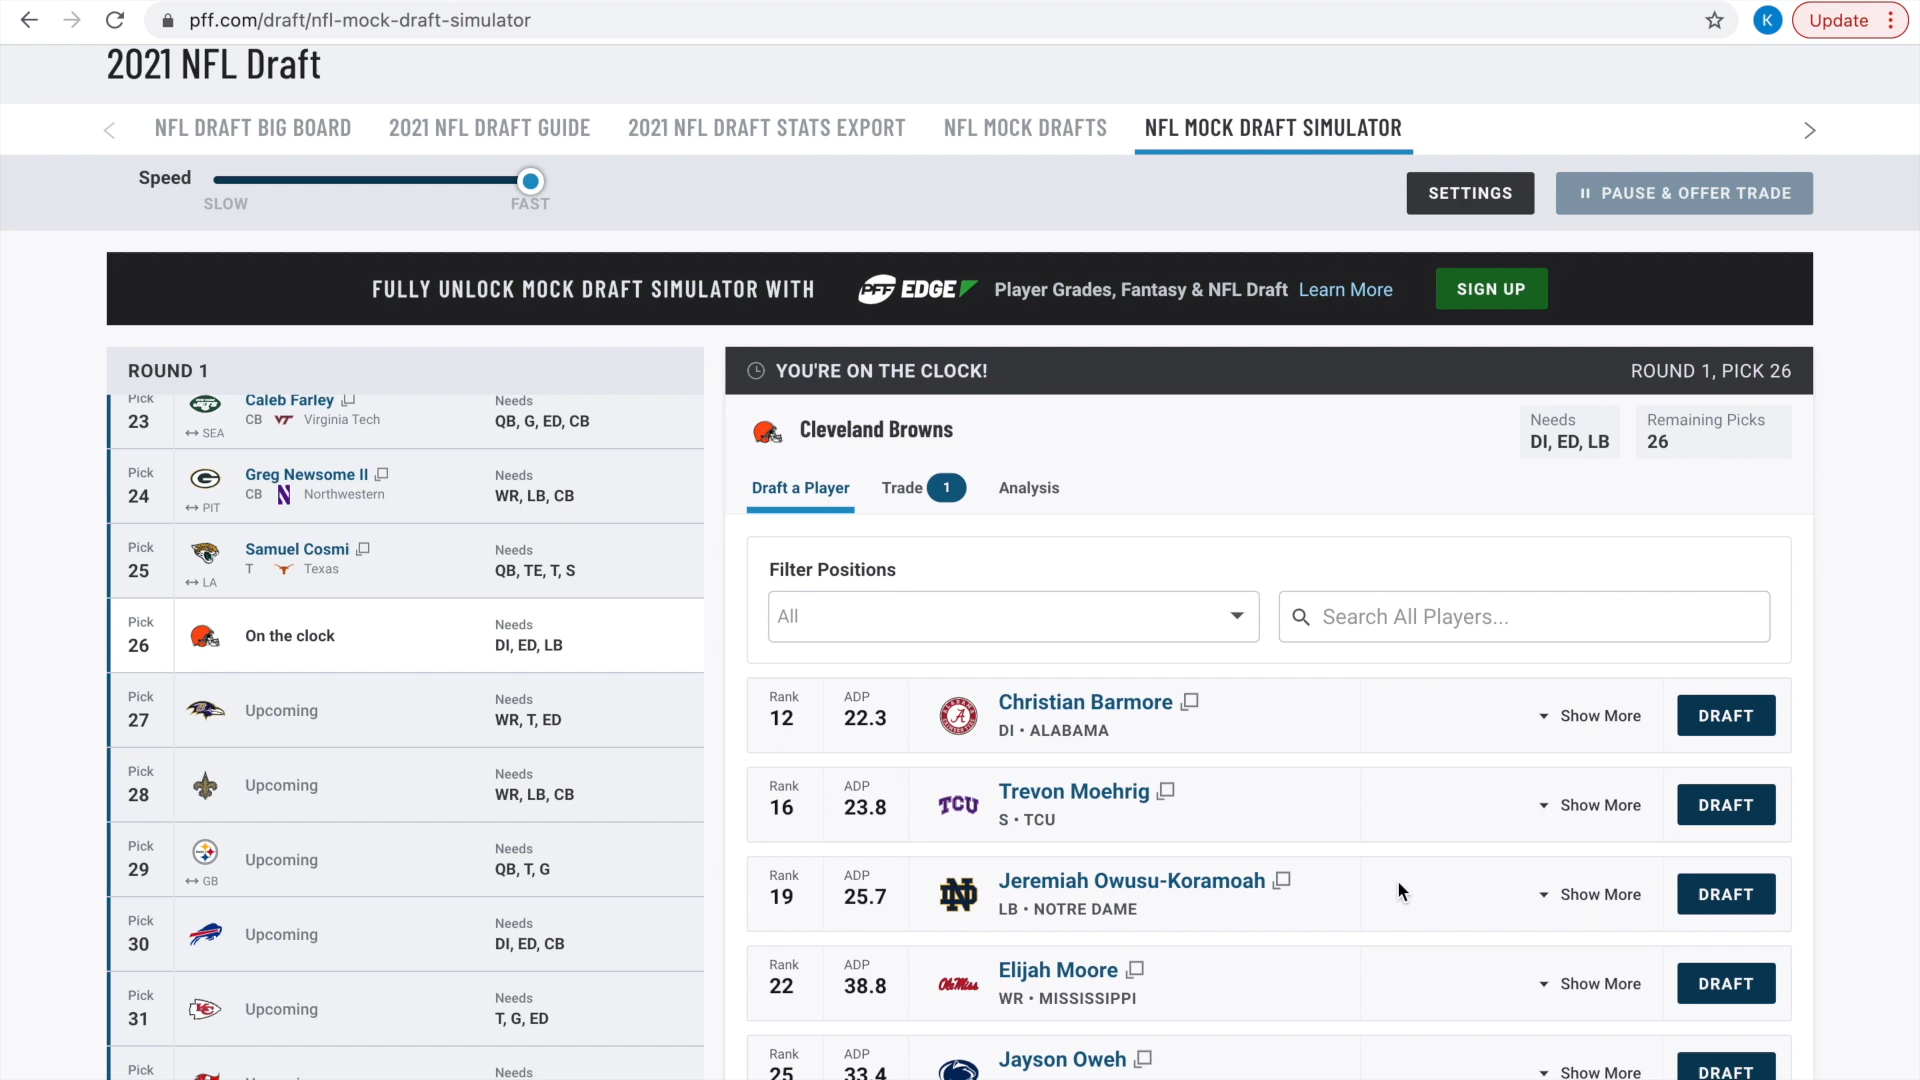 pff.com/draft/nfl-mock-draft-simulator
K
Update
2021 NFL Draft
NFL DRAFT BIG BOARD
2021 NFL DRAFT GUIDE
2021 NFL DRAFT STATS EXPORT
NFL MOCK DRAFTS
NFL MOCK DRAFT SIMULATOR
Speed
SLOW
FAST
SETTINGS
PAUSE & OFFER TRADE
FULLY UNLOCK MOCK DRAFT SIMULATOR WITH
PFF EDGE
Player Grades, Fantasy & NFL Draft Learn More
SIGN UP
ROUND 1
Pick
23
SEA
Caleb Farley
CB
VT
Virginia Tech
Needs
QB, G, ED, CB
Pick
24
G
PIT
Greg Newsome II
CB
N
Northwestern
Needs
WR, LB, CB
Pick
25
LA
Samuel Cosmi
T
Texas
Needs
QB, TE, T, S
Pick
26
On the clock
Needs
DI, ED, LB
Pick
27
Upcoming
Needs
WR, T, ED
Pick
28
Upcoming
Needs
WR, LB, CB
Pick
29
GB
Upcoming
Needs
QB, T, G
Pick
30
Upcoming
Needs
DI, ED, CB
Pick
31
KC
Upcoming
Needs
T, G, ED
Pick
Needs
YOU'RE ON THE CLOCK!
ROUND 1, PICK 26
Cleveland Browns
Needs
DI, ED, LB
Remaining Picks
26
Draft a Player
Trade 1
Analysis
Filter Positions
All
Search All Players...
Rank
12
ADP
22.3
A
Christian Barmore
DI • ALABAMA
Show More
DRAFT
Rank
16
ADP
23.8
TCU
Trevon Moehrig
S • TCU
Show More
DRAFT
Rank
19
ADP
25.7
ND
Jeremiah Owusu-Koramoah
LB • NOTRE DAME
Show More
DRAFT
Rank
22
ADP
38.8
Ole Miss
Elijah Moore
WR • MISSISSIPPI
Show More
DRAFT
Rank
25
ADP
33.4
Jayson Oweh
Show More
DRAFT